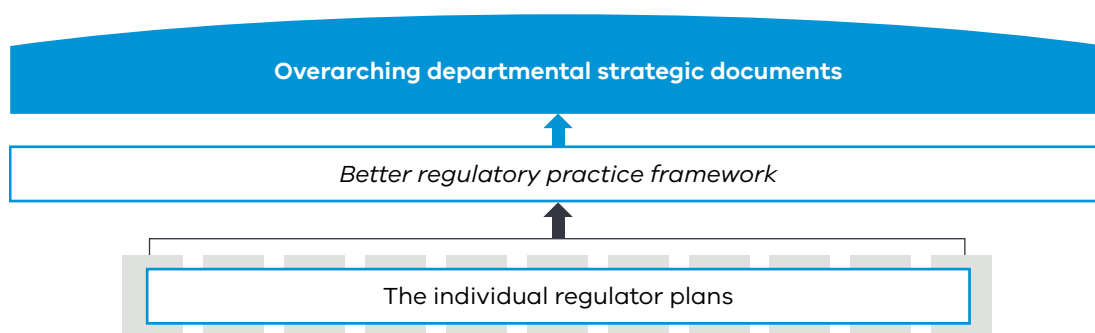 Overarching departmental strategic documents
Better regulatory practice framework
The individual regulator plans